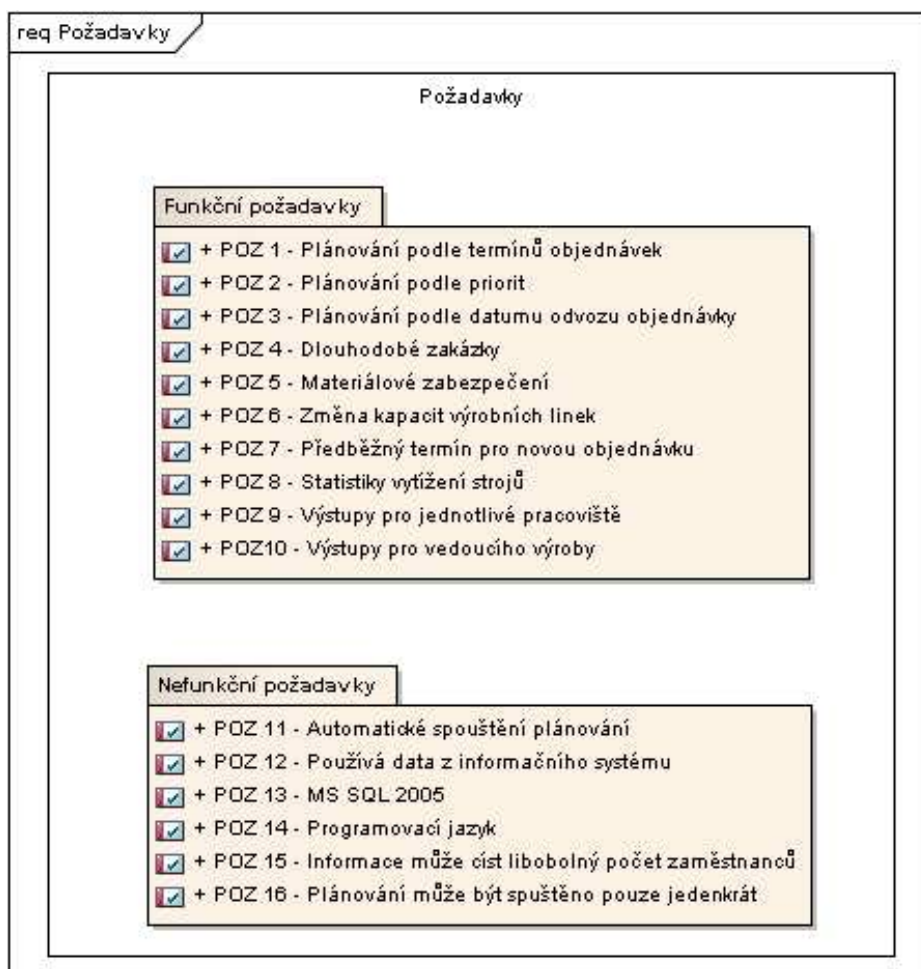 req Požadavky
Požadavky
Funkční požadavky
+ POZ 1 - Plánování podle termínů objednávek
+ POZ 2 - Plánování podle priorit
+ POZ 3 - Plánování podle datumu odvozu objednávky
+ POZ 4 - Dlouhodobé zakázky
+ POZ 5 - Materiálové zabezpečení
+ POZ 6 - Změna kapacit výrobních linek
+ POZ 7 - Předběžný termín pro novou objednávku
+ POZ 8 - Statistiky vytížení strojů
+ POZ 9 - Výstupy pro jednotlivé pracoviště
+ POZ10 - Výstupy pro vedoucího výroby
Nefunkční požadavky
+ POZ 11 - Automatické spouštění plánování
+ POZ 12 - Používá data z informačního systému
+ POZ 13 - MS SQL 2005
+ POZ 14 - Programovací jazyk
+ POZ 15 - Informace může císt libobolný počet zaměstnanců
+ POZ 16 - Plánování může být spuštěno pouze jedenkrát